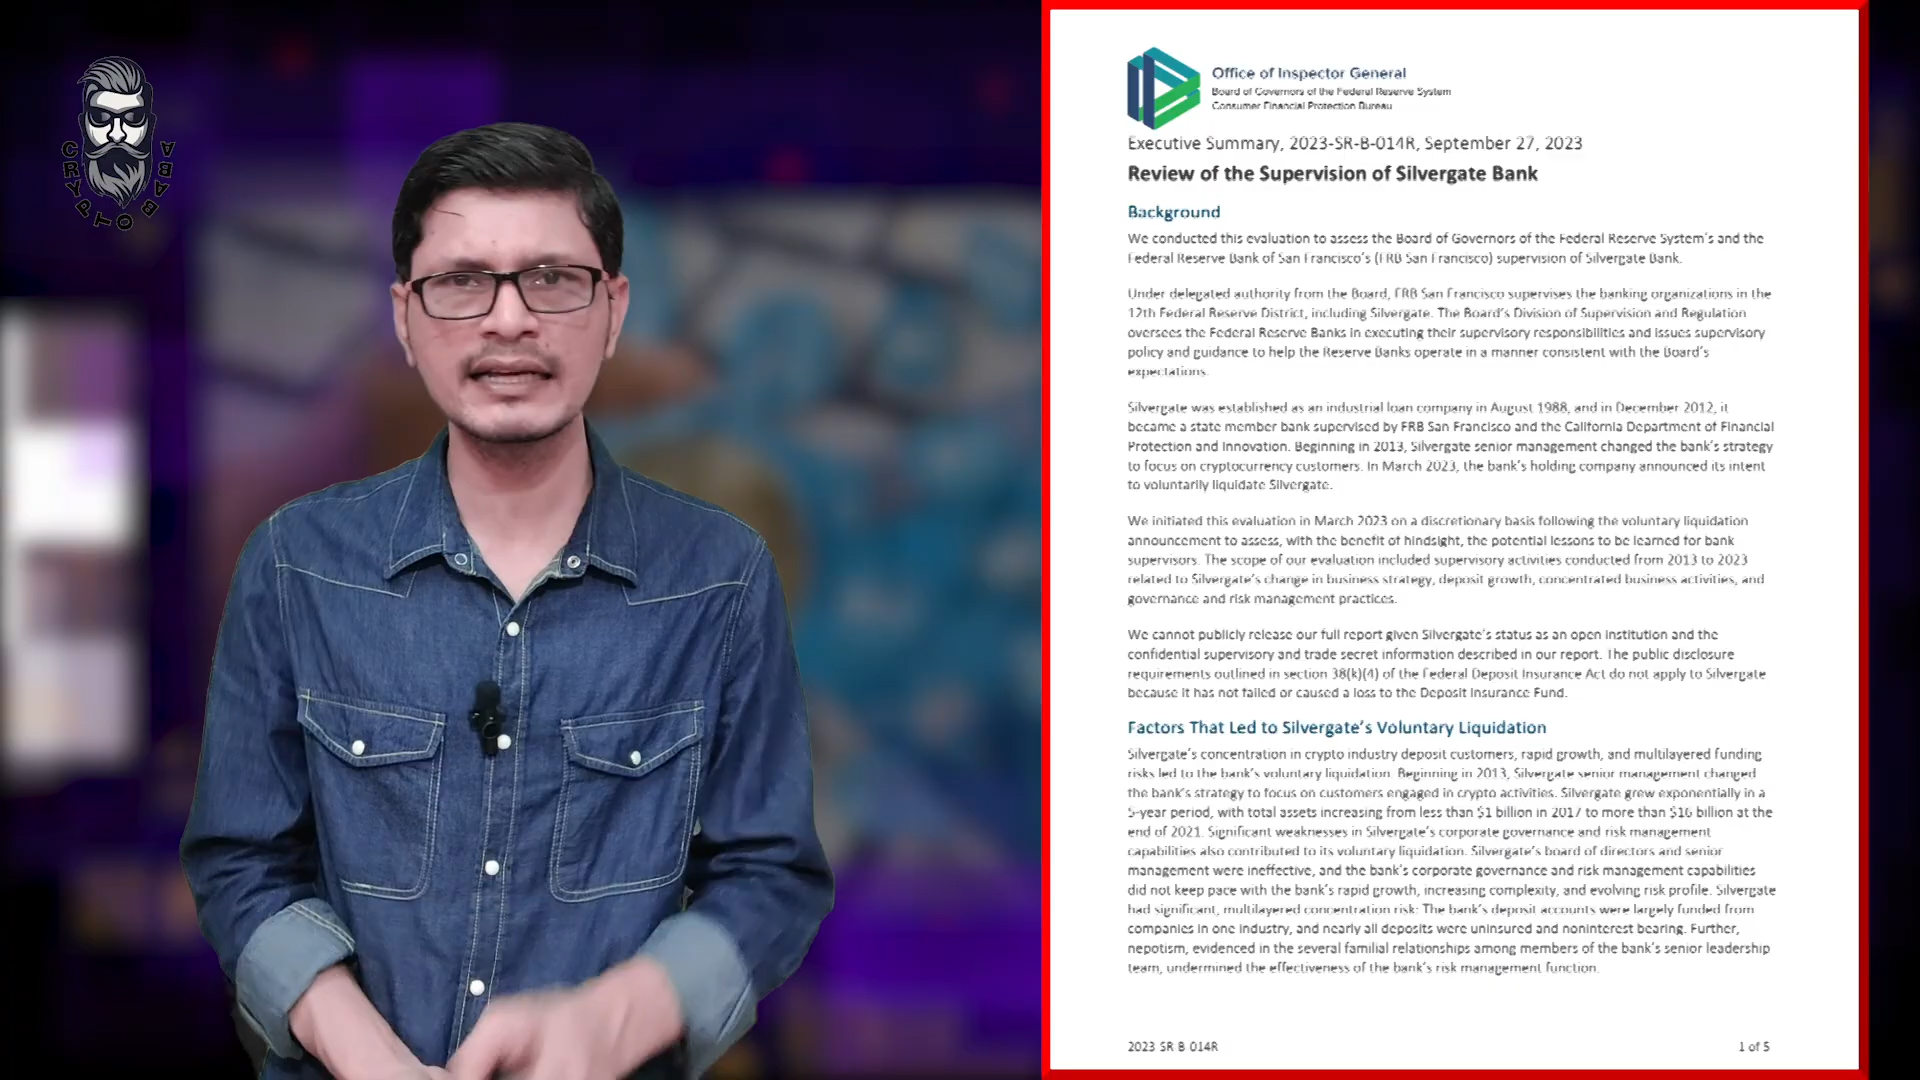 CRYPTO BABA
Office of Inspector General
Board of Governors of the Federal Reserve System
Consumer Financial Protection Bureau
Executive Summary, 2023-SR-B-014R, September 27, 2023
Review of the Supervision of Silvergate Bank
Background
We conducted this evaluation to assess the Board of Governors of the Federal Reserve System's and the
Federal Reserve Bank of San Francisco's (FRB San Francisco) supervision of Silvergate Bank.
Under delegated authority from the Board, FRB San Francisco supervises the banking organizations in the
12th Federal Reserve District, including Silvergate. The Board's Division of Supervision and Regulation
oversees the Federal Reserve Banks in executing their supervisory responsibilities and issues supervisory
policy and guidance to help the Reserve Banks operate in a manner consistent with the Board's
expectations.
Silvergate was established as an industrial loan company in August 1988, and in December 2012, it
became a state member bank supervised by FRB San Francisco and the California Department of Financial
Protection and Innovation. Beginning in 2013, Silvergate senior management changed the bank's strategy
to focus on cryptocurrency customers. In March 2023, the bank's holding company announced its intent
to voluntarily liquidate Silvergate.
We initiated this evaluation in March 2023 on a discretionary basis following the voluntary liquidation
announcement to assess, with the benefit of hindsight, the potential lessons to be learned for bank
supervisors. The scope of our evaluation included supervisory activities conducted from 2013 to 2023
related to Silvergate's change in business strategy, deposit growth, concentrated business activities, and
governance and risk management practices.
We cannot publicly release our full report given Silvergate's status as an open institution and the
confidential supervisory and trade secret information described in our report. The public disclosure
requirements outlined in section 38(k)(4) of the Federal Deposit Insurance Act do not apply to Silvergate
because it has not failed or caused a loss to the Deposit Insurance Fund.
Factors That Led to Silvergate's Voluntary Liquidation
Silvergate's concentration in crypto industry deposit customers, rapid growth, and multilayered funding
risks led to the bank's voluntary liquidation. Beginning in 2013, Silvergate senior management changed
the bank's strategy to focus on customers engaged in crypto activities. Silvergate grew exponentially in a
5-year period, with total assets increasing from less than $1 billion in 2017 to more than $16 billion at the
end of 2021. Significant weaknesses in Silvergate's corporate governance and risk management
capabilities also contributed to its voluntary liquidation. Silvergate's board of directors and senior
management were ineffective, and the bank's corporate governance and risk management capabilities
did not keep pace with the bank's rapid growth, increasing complexity, and evolving risk profile. Silvergate
had significant, multilayered concentration risk: The bank's deposit accounts were largely funded from
companies in one industry, and nearly all deposits were uninsured and noninterest bearing. Further,
nepotism, evidenced in the several familial relationships among members of the bank's senior leadership
team, undermined the effectiveness of the bank's risk management function.
2023-SR-B-014R
1 of 5